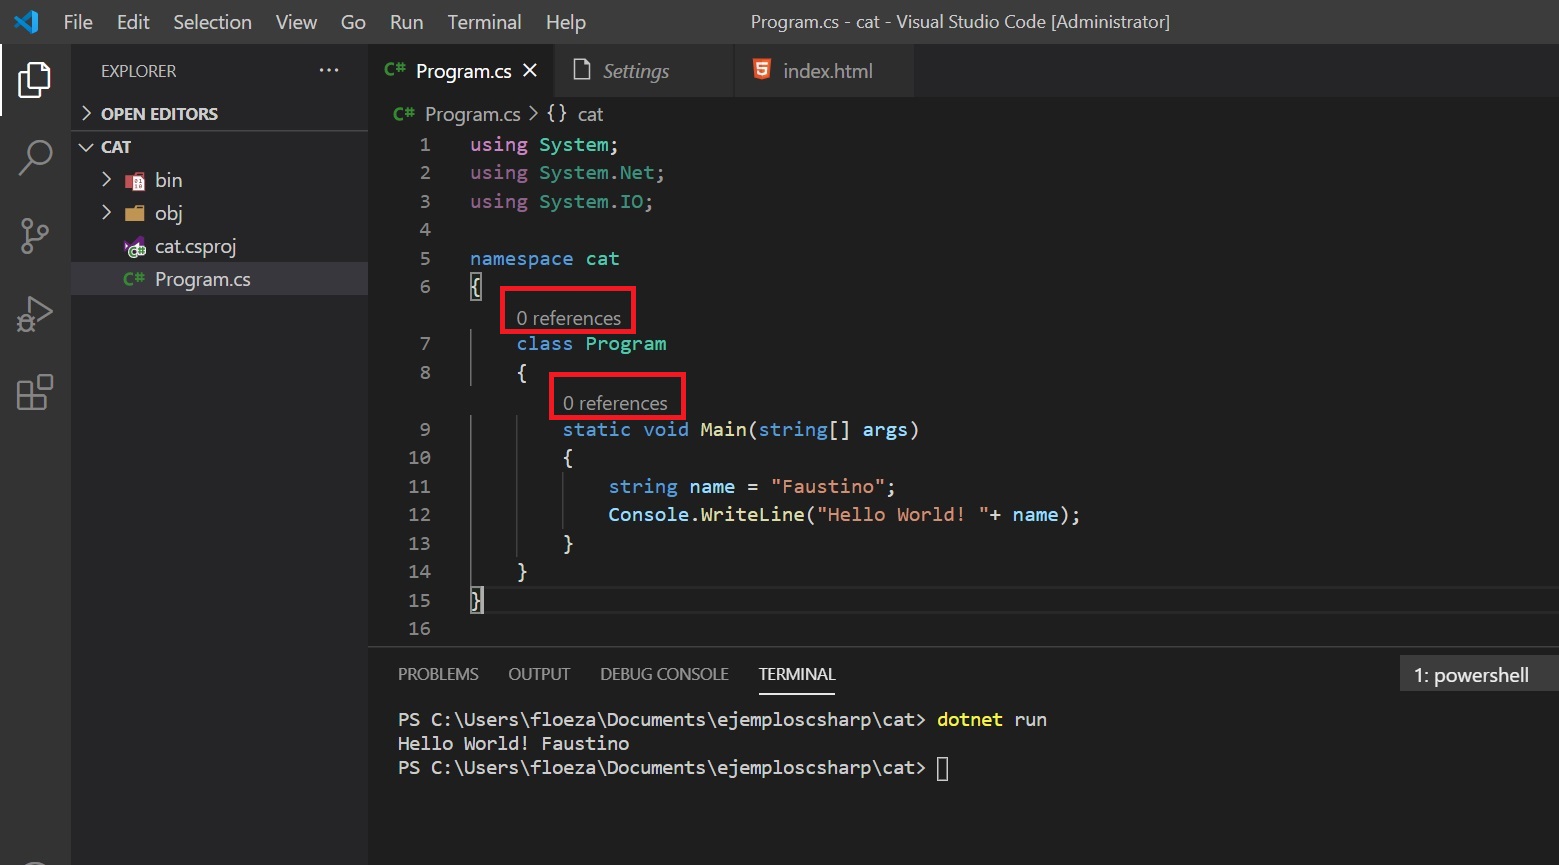 File Edit Selection View Go Run Terminal Help Program.cs - cat - Visual Studio Code [Administrator]
EXPLORER ···
OPEN EDITORS
CAT
bin
obj
cat.csproj
C# Program.cs
C# Program.cs Settings index.html
C# Program.cs > {} cat
1 using System;
2 using System.Net;
3 using System.IO;
4
5 namespace cat
6 {
0 references
7 class Program
8 {
0 references
9 static void Main(string[] args)
10 {
11 string name = "Faustino";
12 Console.WriteLine("Hello World! "+ name);
13 }
14 }
15 }
16
PROBLEMS OUTPUT DEBUG CONSOLE TERMINAL 1: powershell
PS C:\Users\floeza\Documents\ejemploscsharp\cat> dotnet run
Hello World! Faustino
PS C:\Users\floeza\Documents\ejemploscsharp\cat>